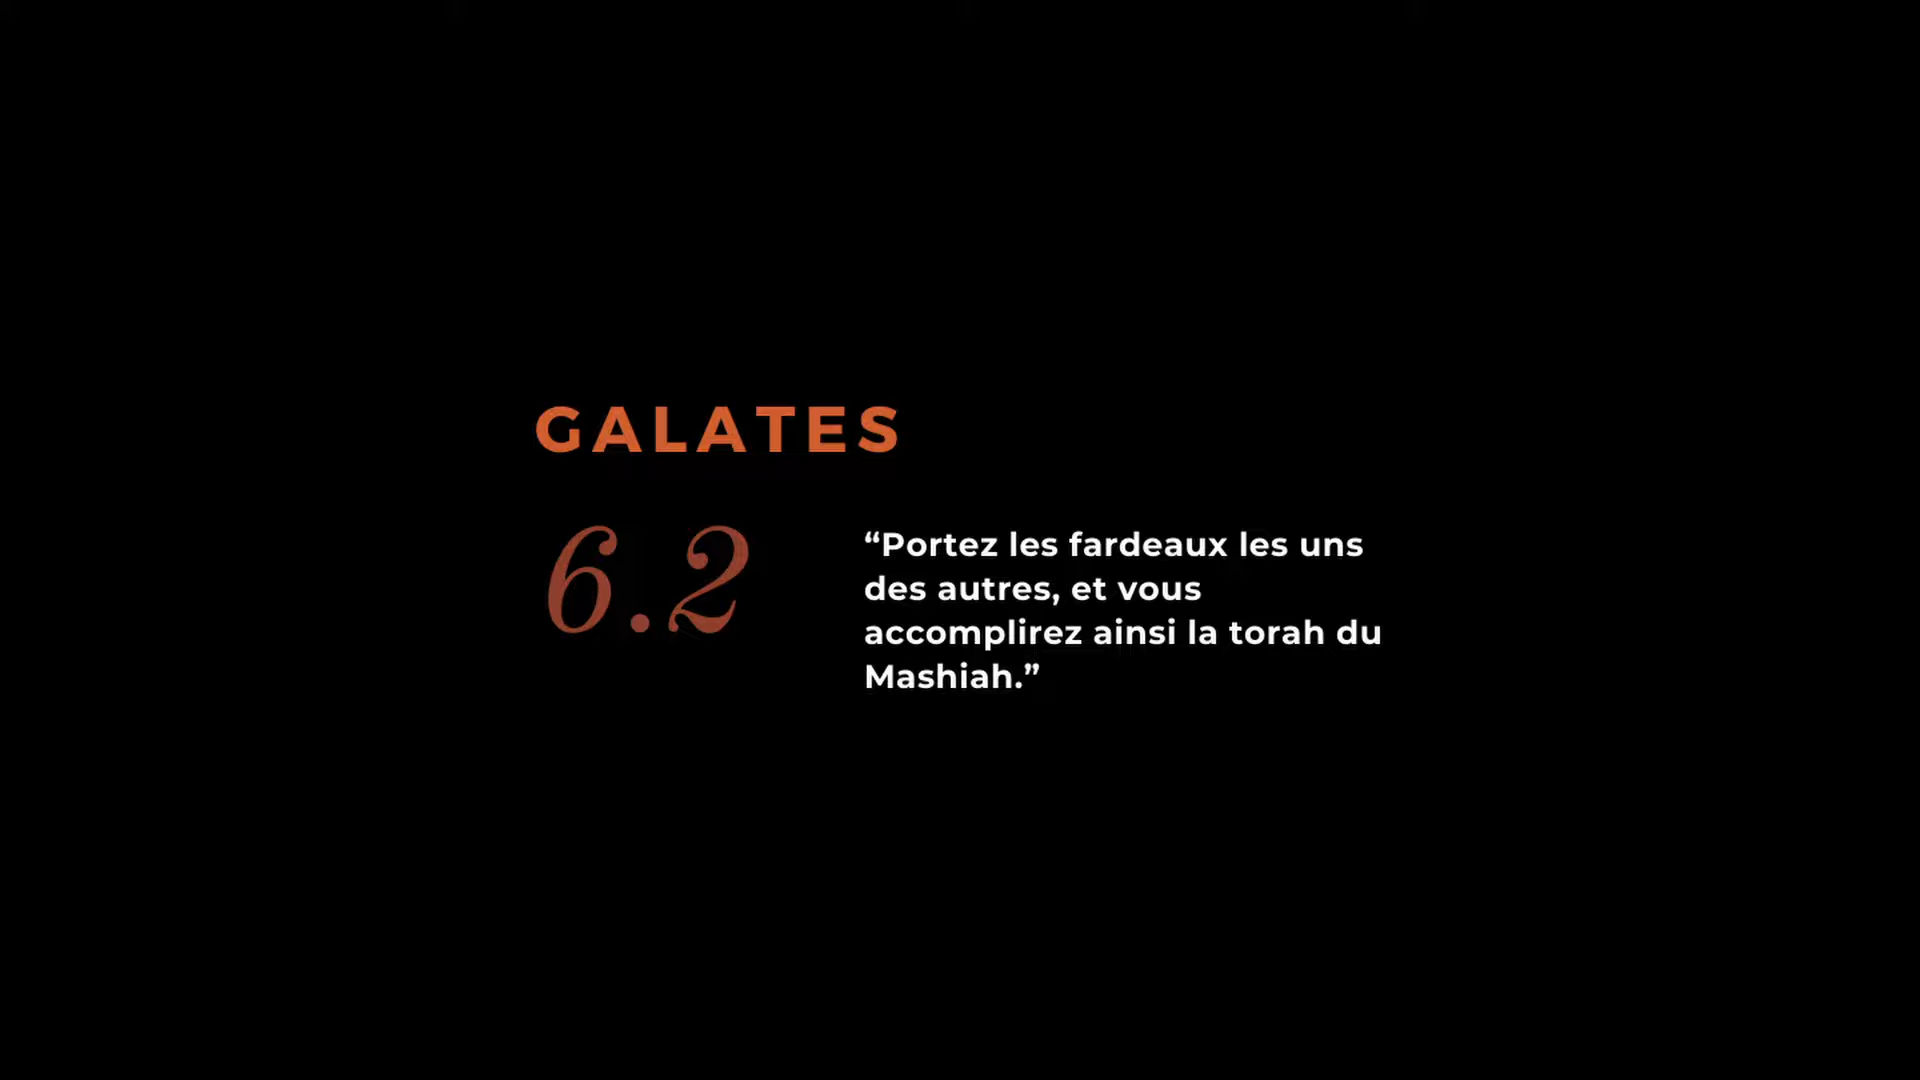 GALATES
6.2
“Portez les fardeaux les uns
des autres, et vous
accomplirez ainsi la torah du
Mashiah.”